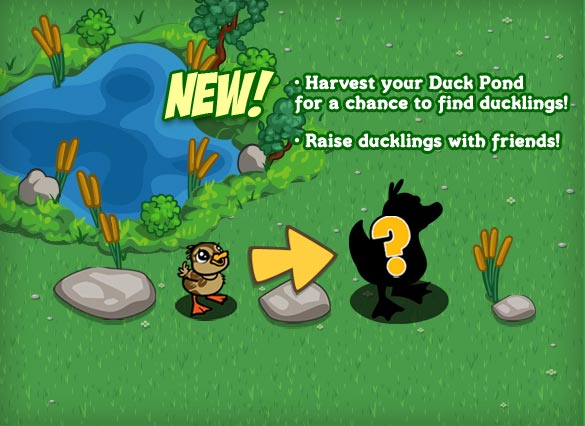 NEW!
· Harvest your Duck Pond
for a chance to find ducklings!
· Raise ducklings with friends!
?